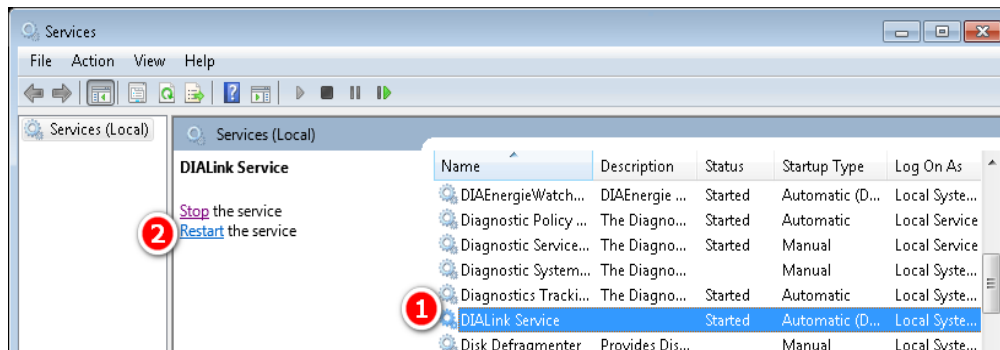 Services
File Action View Help
Services (Local)
Services (Local)
DIALink Service
Stop the service
Restart the service
2
1
Name Description Status Startup Type Log On As
DIAEnergieWatch... DIAEnergie ... Started Automatic (D... Local Syste...
Diagnostic Policy ... The Diagno... Started Automatic Local Service
Diagnostic Service... The Diagno... Started Manual Local Service
Diagnostic System... The Diagno... Manual Local Syste...
Diagnostics Tracki... The Diagno... Started Automatic Local Syste...
DIALink Service Started Automatic (D... Local Syste...
Disk Defragmenter Provides Dis... Manual Local Syste...